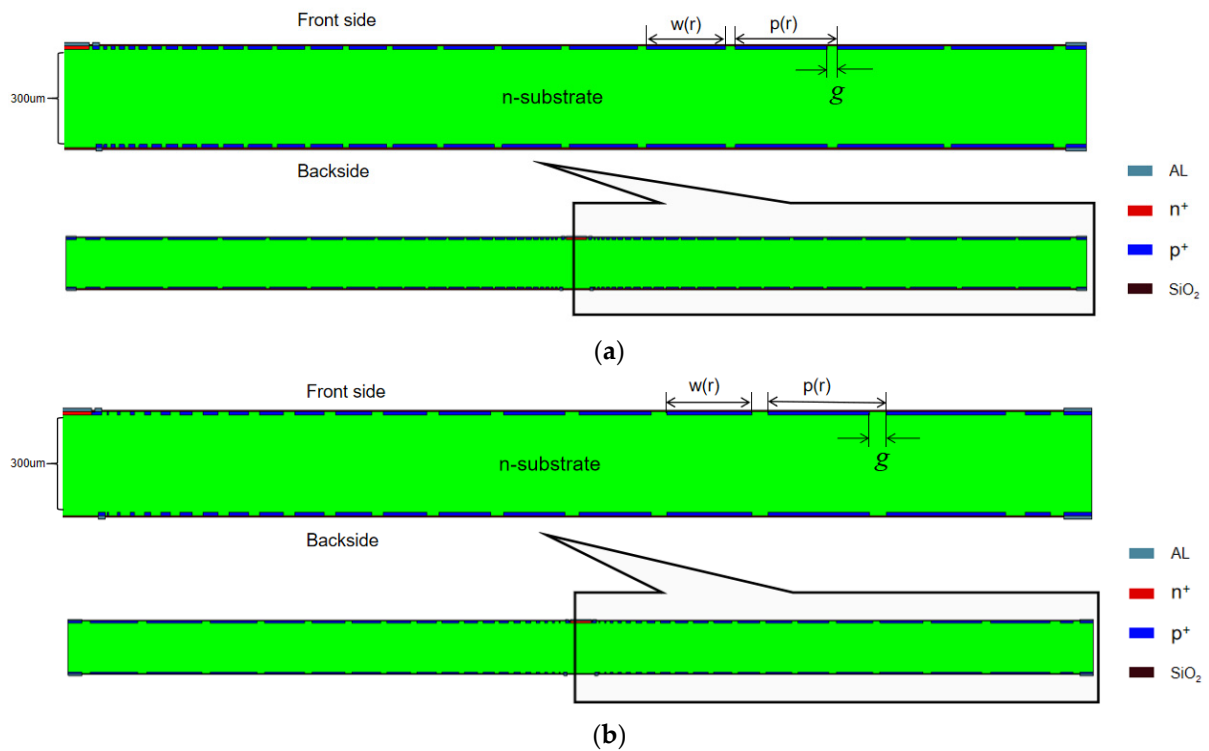 Front side
w(r)
p(r)
300um
n-substrate
g
Backside
AL
n⁺
p⁺
SiO₂
(a)
Front side
w(r)
p(r)
300um
n-substrate
g
Backside
AL
n⁺
p⁺
SiO₂
(b)